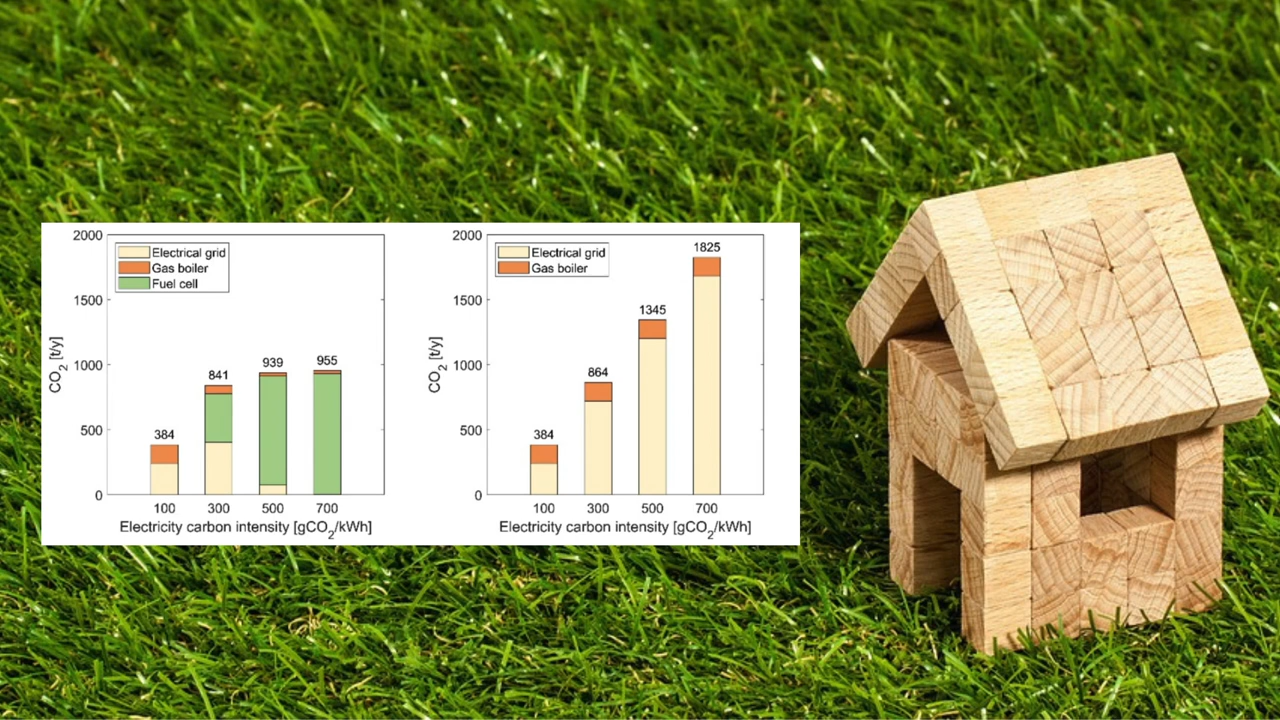 2000
1500
1000
500
0
CO2 [t/y]
Electrical grid
Gas boiler
Fuel cell
384
841
939
955
100 300 500 700
Electricity carbon intensity [gCO2/kWh]
2000
1500
1000
500
0
CO2 [t/y]
Electrical grid
Gas boiler
384
864
1345
1825
100 300 500 700
Electricity carbon intensity [gCO2/kWh]